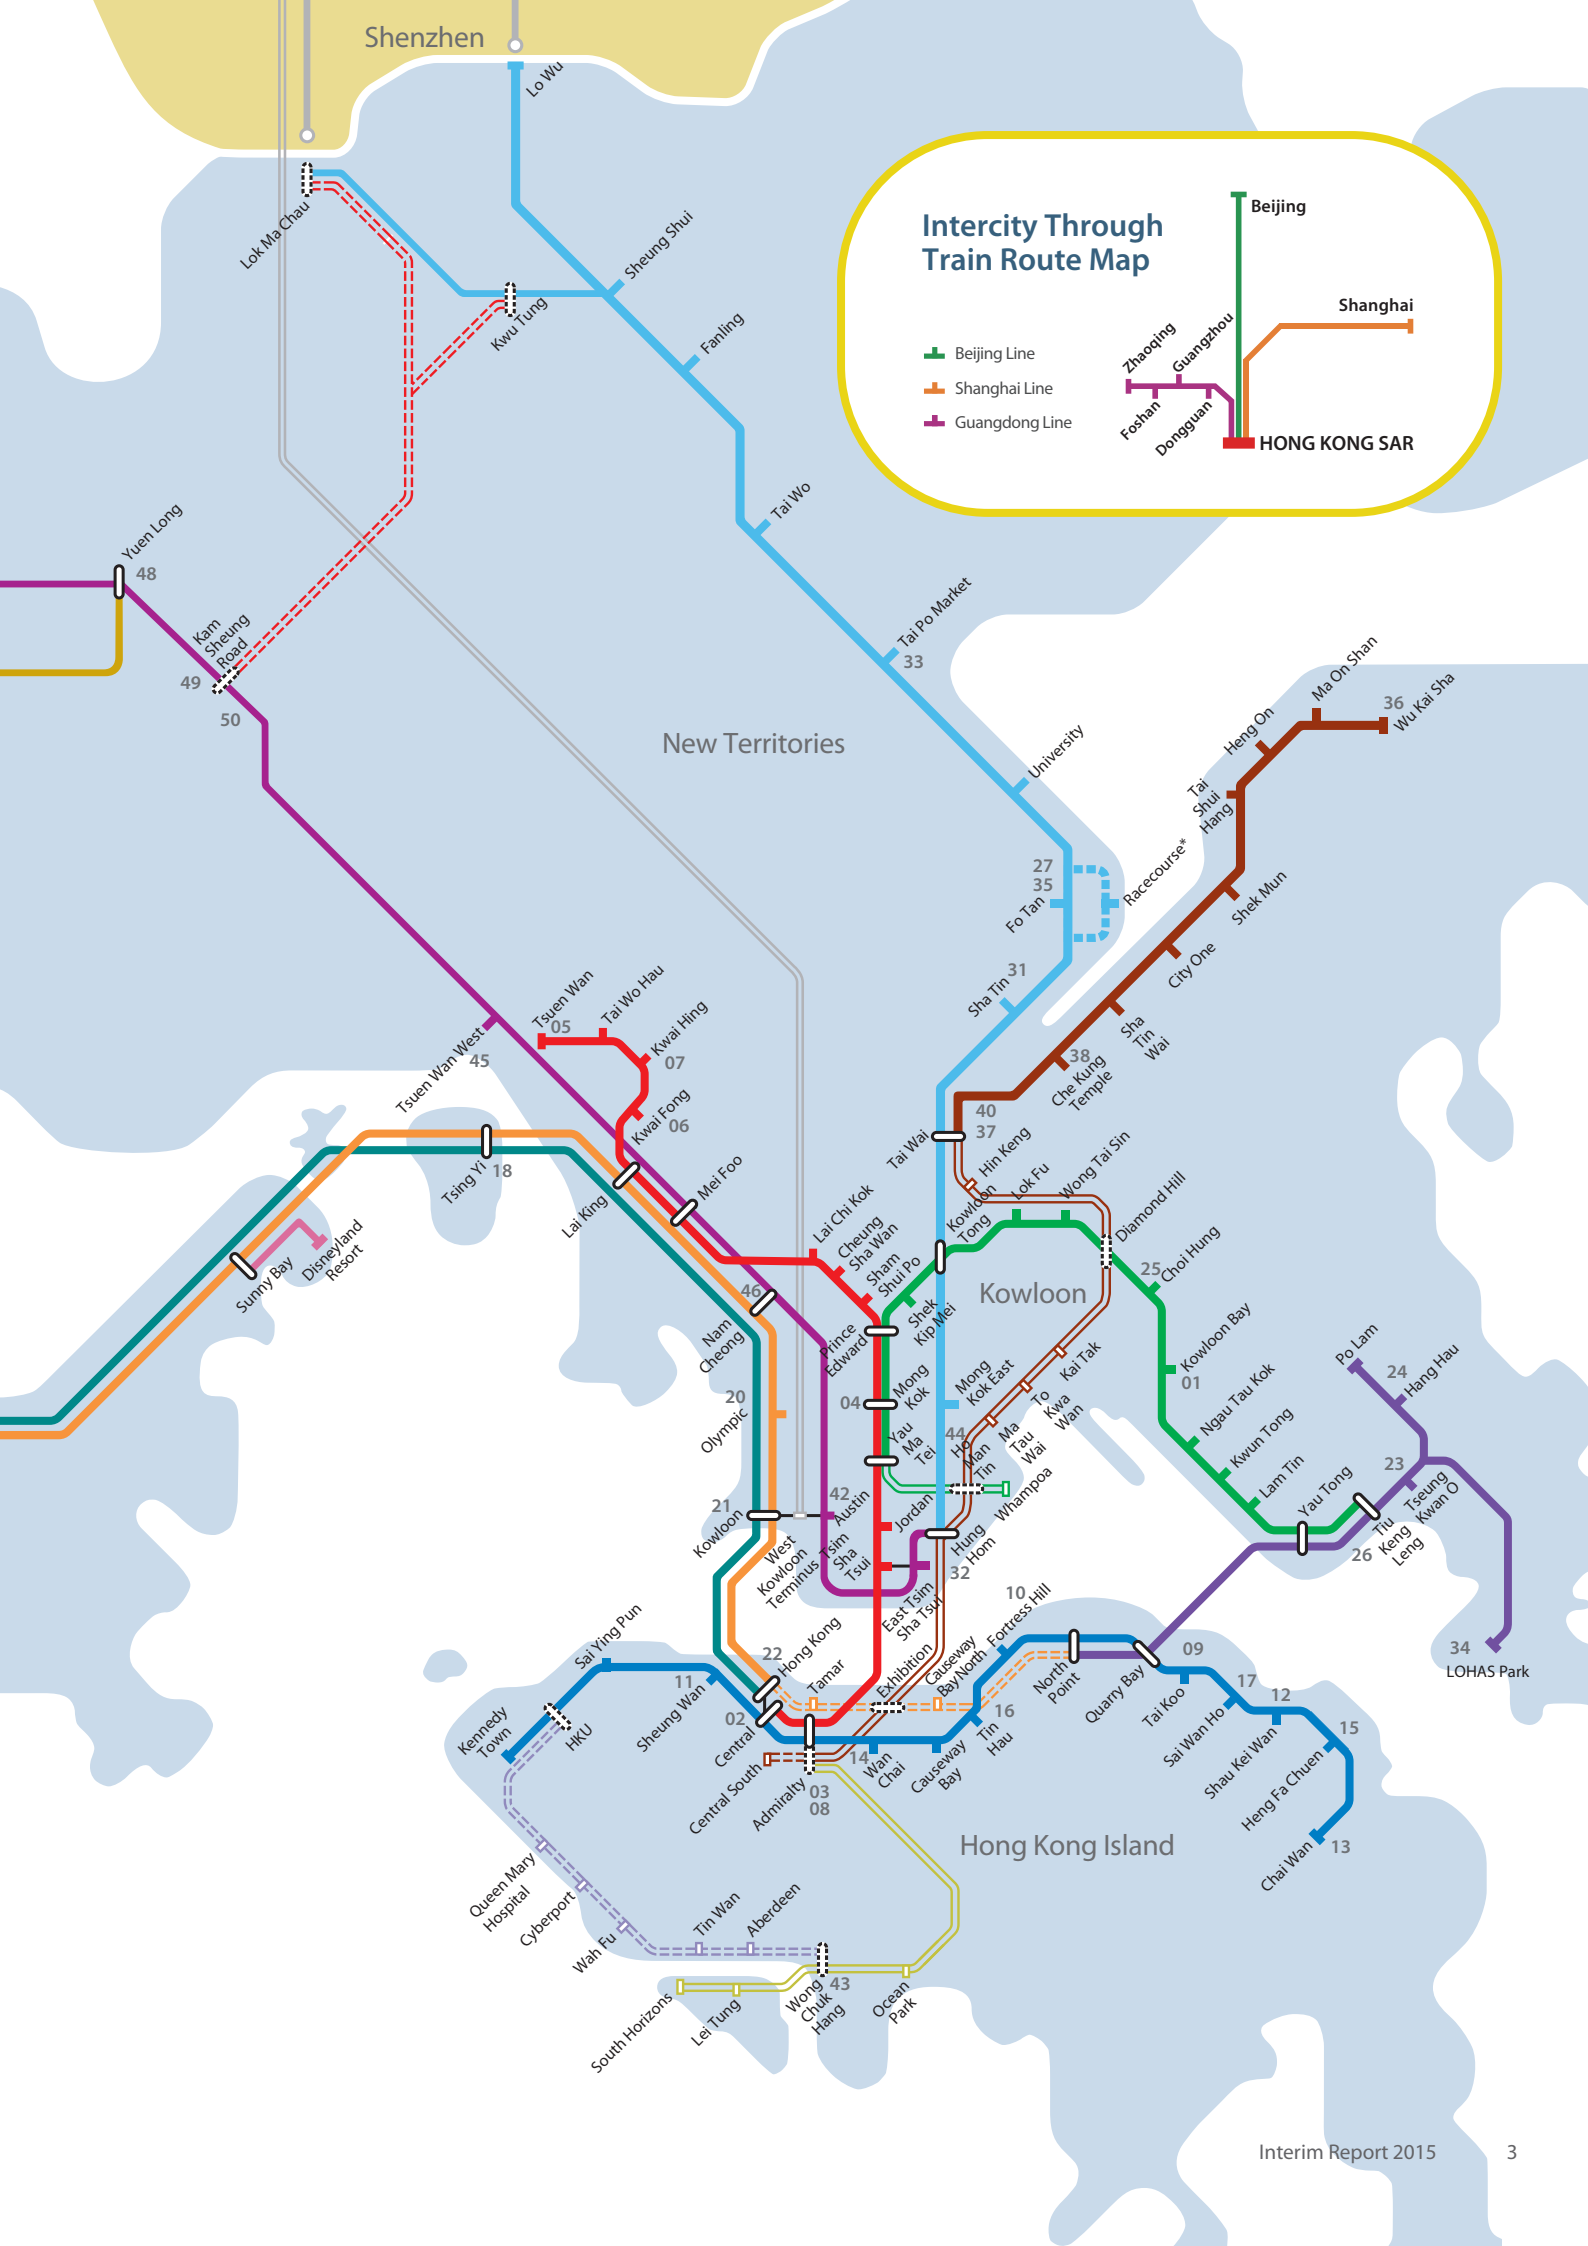 Shenzhen
Lo Wu
Lok Ma Chau
Sheung Shui
Kwu Tung
Fanling
Intercity Through
Train Route Map
Beijing
Shanghai
Zhaoqing
Guangzhou
Foshan
Dongguan
HONG KONG SAR
Beijing Line
Shanghai Line
Guangdong Line
Tai Wo
Yuen Long
48
Kam
Sheung
Road
49
50
Tai Po Market
33
New Territories
University
Ma On Shan
36
Wu Kai Sha
Heng On
Tai
Shui
Hang
27
35
Fo Tan
Racecourse*
Shek Mun
City One
31
Sha Tin
Sha
Tin
Wai
38
Che Kung
Temple
40
37
Tai Wai
Hin Keng
Tsuen Wan
05
Tai Wo Hau
Kwai Hing
07
Kwai Fong
06
Tsuen Wan West
45
Tsing Yi
18
Lai King
Mei Foo
Sunny Bay
Disneyland
Resort
Lai Chi Kok
Cheung
Sha Wan
Sham
Shui Po
Kowloon
Tong
Lok Fu
Wong Tai Sin
Diamond Hill
25
Choi Hung
Kowloon
Shek
Kip Mei
46
Nam
Cheong
Prince
Edward
Kowloon Bay
01
Kai Tak
Mong
Kok
04
Mong
Kok East
To
Kwa
Wan
20
Olympic
Yau
Ma
Tei
44
Ho
Man
Tin
Ma
Tau
Wai
Ngau Tau Kok
Kwun Tong
Lam Tin
Po Lam
24
Hang Hau
23
Tseung
Kwan O
Yau Tong
Tiu
Keng
Leng
26
21
Kowloon
42
Austin
Jordan
Whampoa
West
Kowloon
Terminus
Tsim
Sha
Tsui
Hung
Hom
32
East Tsim
Sha Tsui
34
LOHAS Park
10
Fortress Hill
Sai Ying Pun
22
Hong Kong
Tamar
Exhibition
Causeway
Bay North
North
Point
Quarry Bay
09
Tai Koo
17
Sai Wan Ho
12
Shau Kei Wan
15
Heng Fa Chuen
Chai Wan
13
11
Sheung Wan
02
Central
Kennedy
Town
HKU
Central South
Admiralty
03
08
14
Wan
Chai
Causeway
Bay
16
Tin
Hau
Hong Kong Island
Queen Mary
Hospital
Cyberport
Wah Fu
Tin Wan
Aberdeen
Wong
Chuk
Hang
43
Ocean
Park
South Horizons
Lei Tung
Interim Report 2015
3